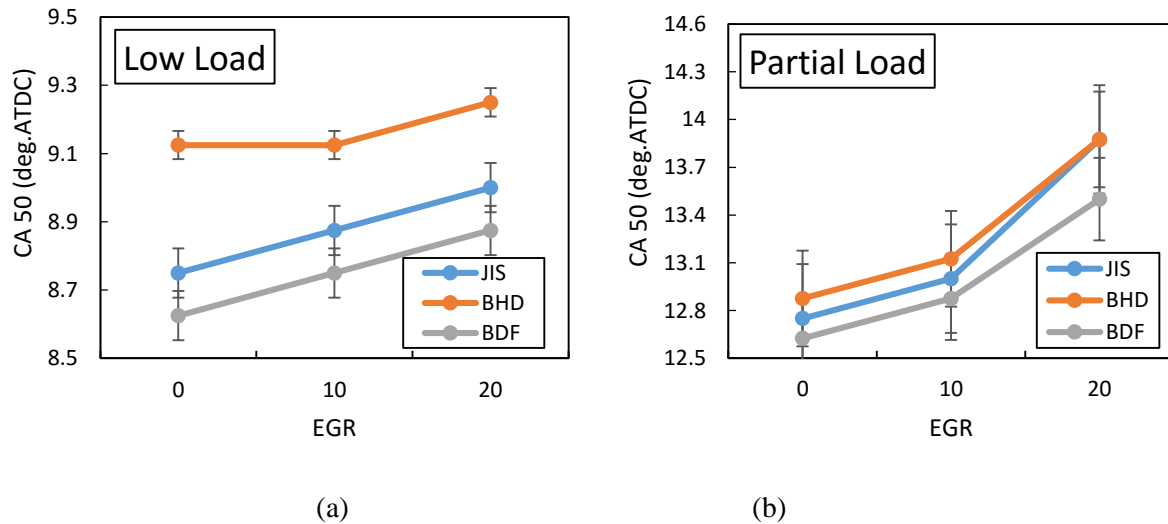 Low Load
CA 50 (deg.ATDC)
9.5
9.3
9.1
8.9
8.7
8.5
JIS
BHD
BDF
0 10 20
EGR
(a)
Partial Load
CA 50 (deg.ATDC)
14.6
14.3
14
13.7
13.4
13.1
12.8
12.5
JIS
BHD
BDF
0 10 20
EGR
(b)